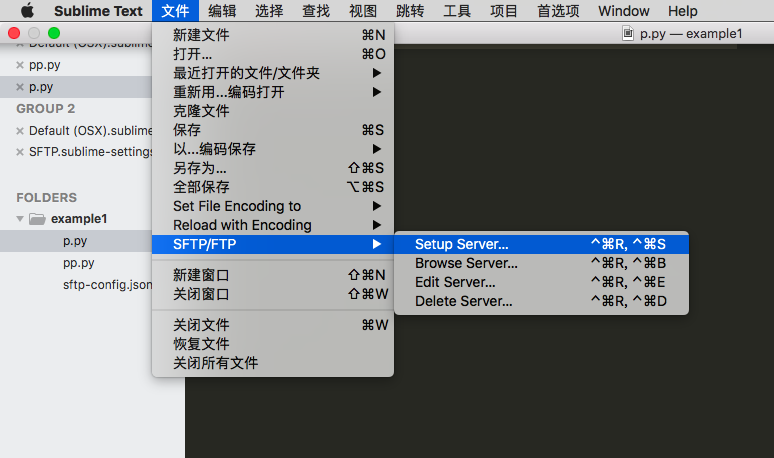 Sublime Text 文件 编辑 选择 查找 视图 跳转 工具 项目 首选项 Window Help
p.py — example1
Default (OSX).sublime
pp.py
p.py
GROUP 2
Default (OSX).sublime
SFTP.sublime-settings
FOLDERS
example1
p.py
pp.py
sftp-config.json
新建文件 ⌘N
打开... ⌘O
最近打开的文件/文件夹 ▶
重新用...编码打开 ▶
克隆文件
保存 ⌘S
以...编码保存 ▶
另存为... ⇧⌘S
全部保存 ⌥⌘S
Set File Encoding to ▶
Reload with Encoding ▶
SFTP/FTP ▶
新建窗口 ⇧⌘N
关闭窗口 ⇧⌘W
关闭文件 ⌘W
恢复文件
关闭所有文件
Setup Server... ^⌘R, ^⌘S
Browse Server... ^⌘R, ^⌘B
Edit Server... ^⌘R, ^⌘E
Delete Server... ^⌘R, ^⌘D